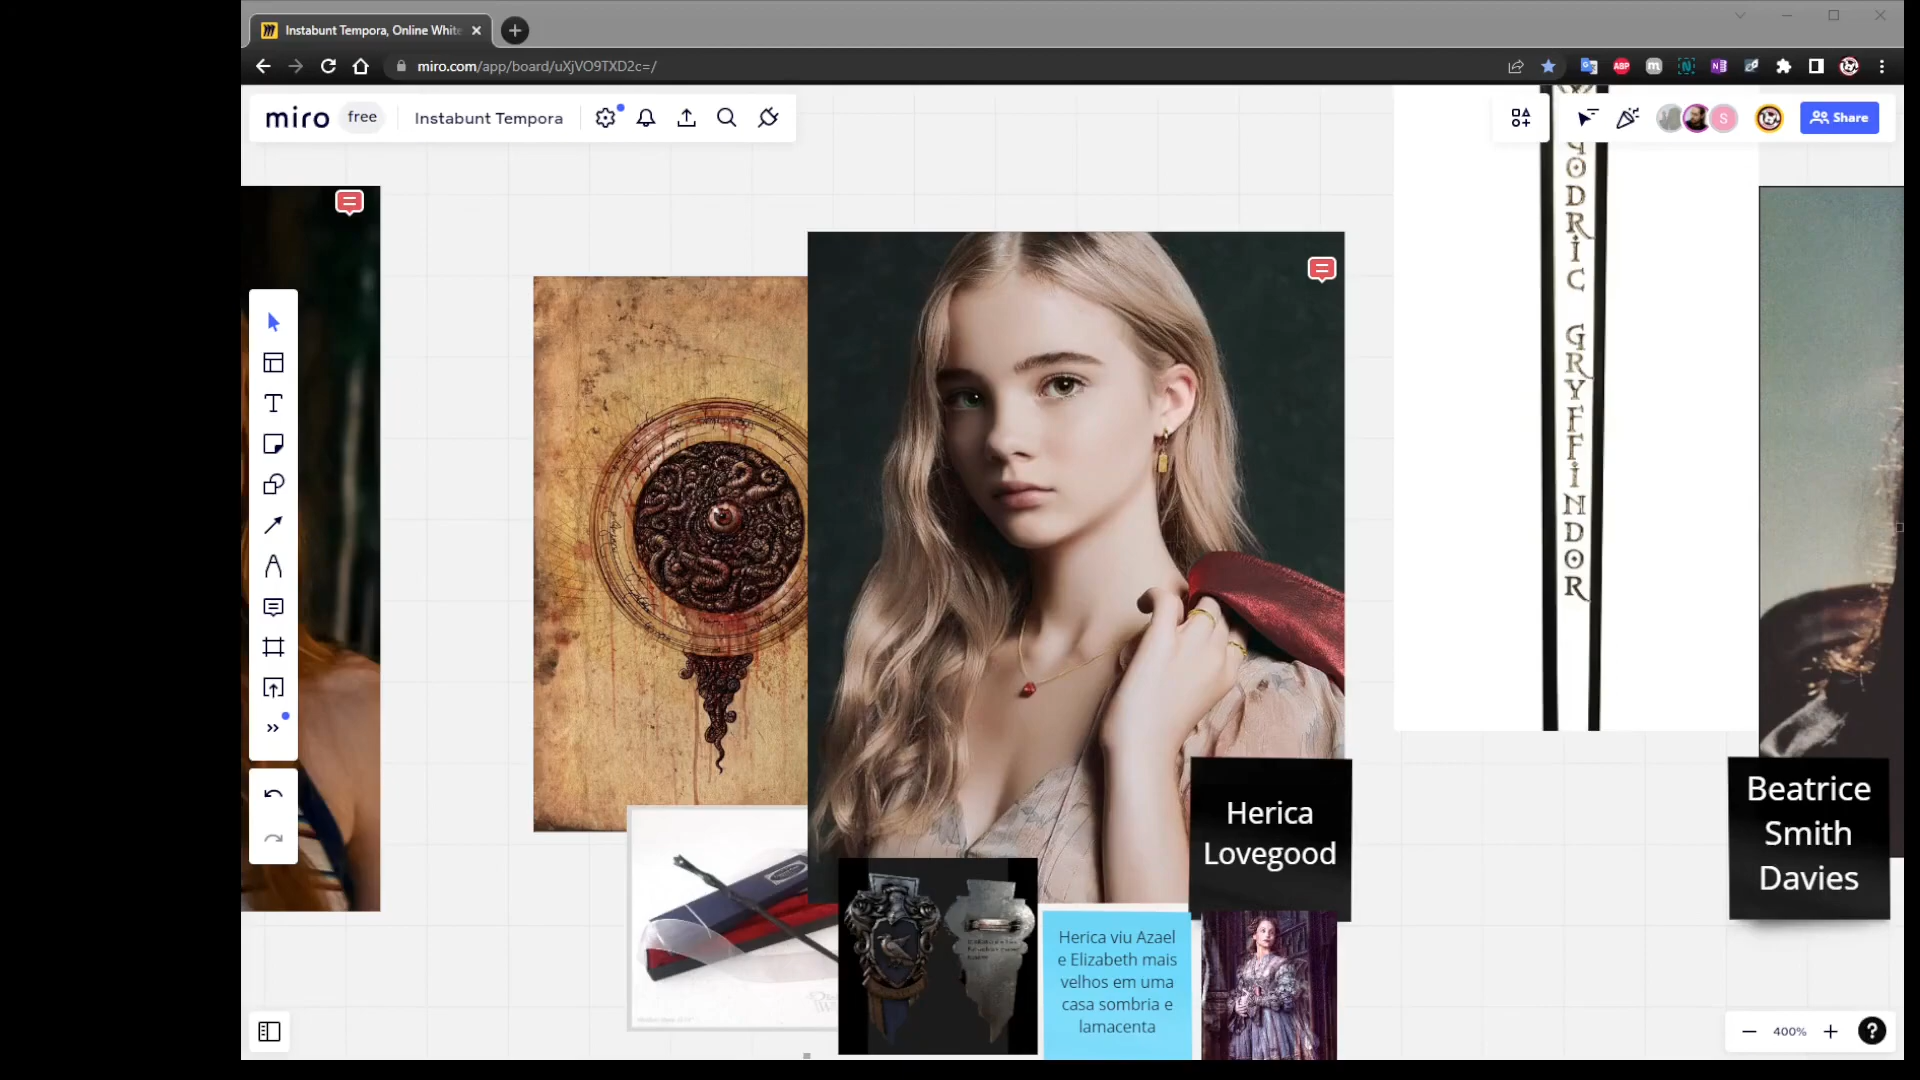 Instabunt Tempora, Online White
miro.com/app/board/uXjVO9TXD2c=/
miro
free
Instabunt Tempora
S
Share
GODRIC GRYFFINDOR
Herica
Lovegood
Beatrice
Smith
Davies
Herica viu Azael
e Elizabeth mais
velhos em uma
casa sombria e
lamacenta
400%